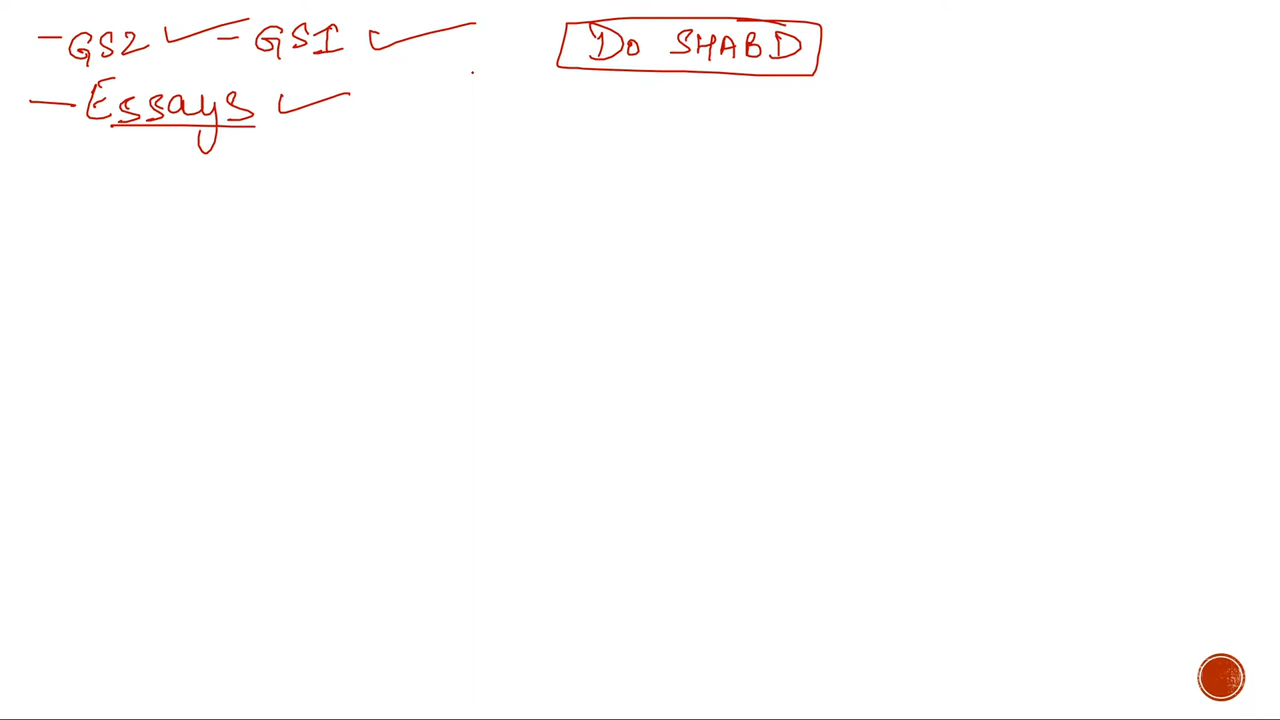 - GS2 ✓ - GS1 ✓ DO SHABD
- Essays ✓